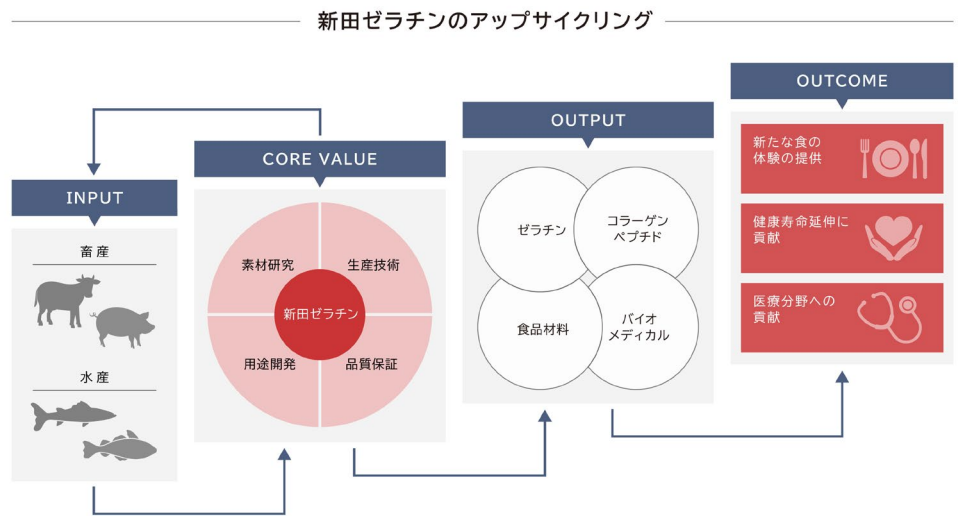 新田ゼラチンのアップサイクリング
INPUT
畜産
水産
CORE VALUE
素材研究
生産技術
新田ゼラチン
用途開発
品質保証
OUTPUT
ゼラチン
コラーゲン
ペプチド
食品材料
バイオ
メディカル
OUTCOME
新たな食の
体験の提供
健康寿命延伸に
貢献
医療分野への
貢献